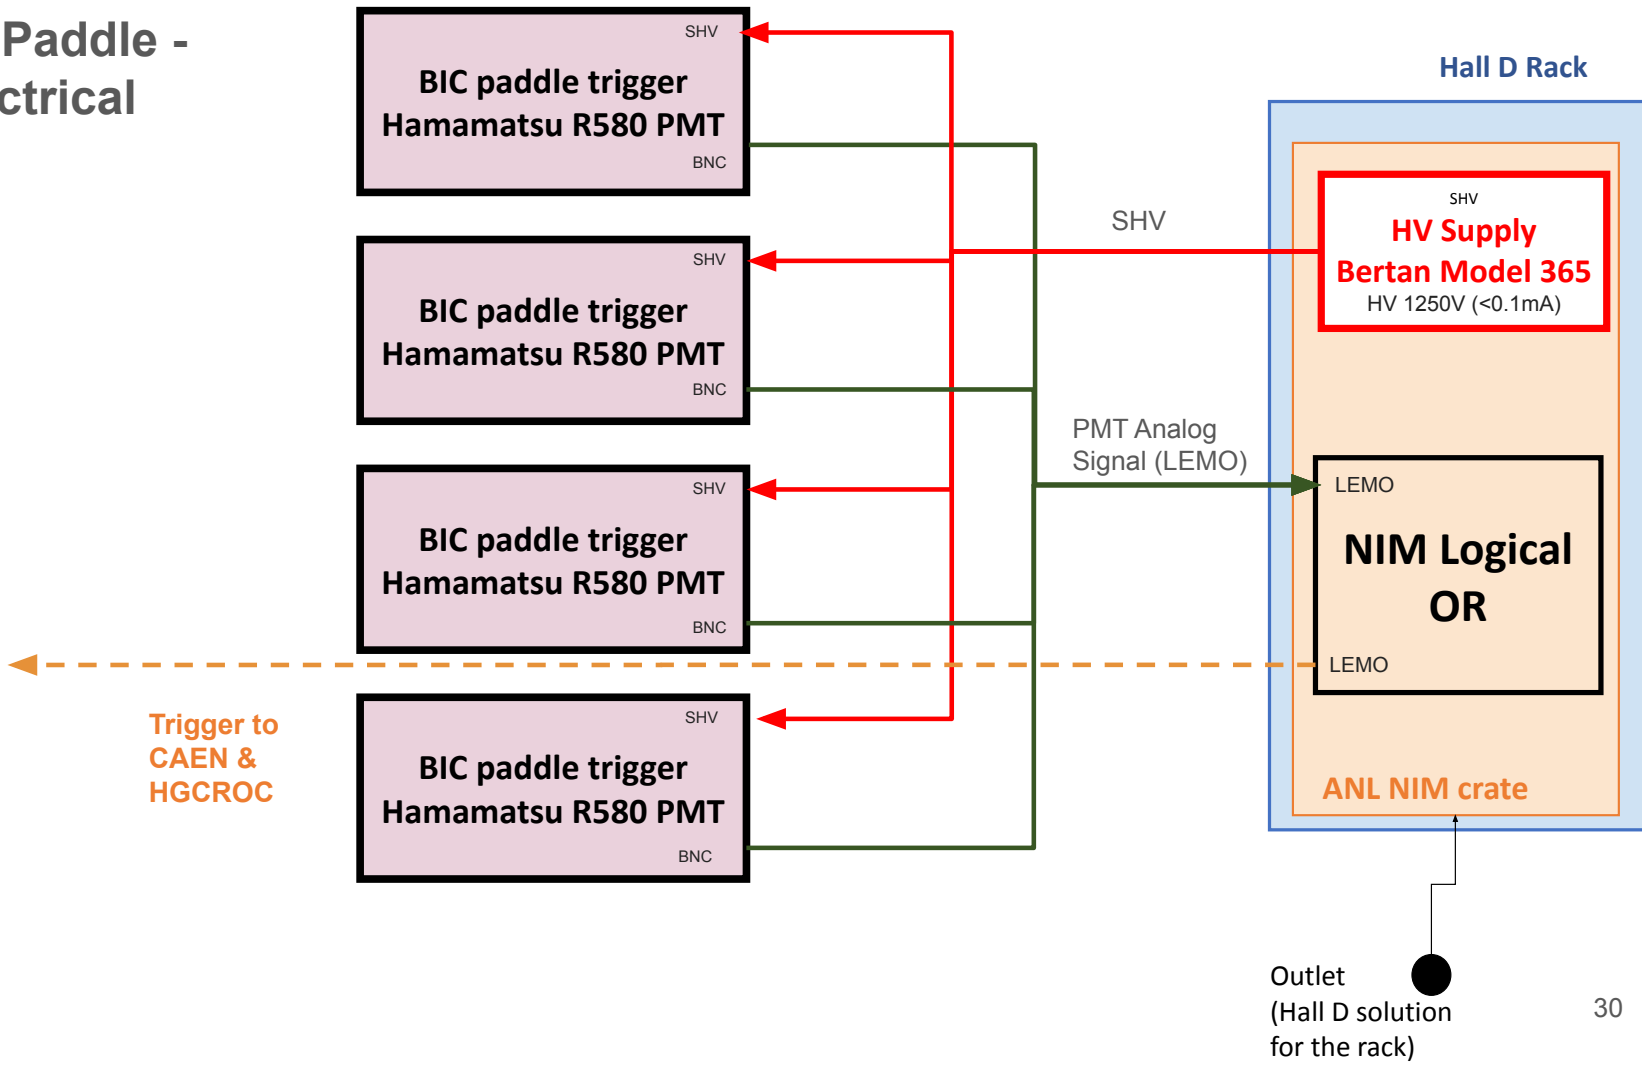 Paddle -
ctrical
SHV
BIC paddle trigger
Hamamatsu R580 PMT
BNC
SHV
BIC paddle trigger
Hamamatsu R580 PMT
BNC
SHV
BIC paddle trigger
Hamamatsu R580 PMT
BNC
SHV
BIC paddle trigger
Hamamatsu R580 PMT
BNC
Trigger to
CAEN &
HGCROC
SHV
PMT Analog
Signal (LEMO)
Hall D Rack
SHV
HV Supply
Bertan Model 365
HV 1250V (<0.1mA)
LEMO
NIM Logical
OR
LEMO
ANL NIM crate
Outlet
(Hall D solution
for the rack)
30